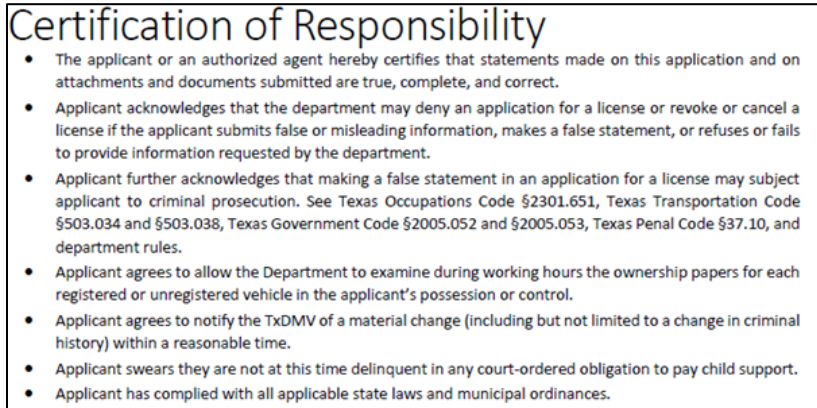 Certification of Responsibility
• The applicant or an authorized agent hereby certifies that statements made on this application and on
attachments and documents submitted are true, complete, and correct.
• Applicant acknowledges that the department may deny an application for a license or revoke or cancel a
license if the applicant submits false or misleading information, makes a false statement, or refuses or fails
to provide information requested by the department.
• Applicant further acknowledges that making a false statement in an application for a license may subject
applicant to criminal prosecution. See Texas Occupations Code §2301.651, Texas Transportation Code
§503.034 and §503.038, Texas Government Code §2005.052 and §2005.053, Texas Penal Code §37.10, and
department rules.
• Applicant agrees to allow the Department to examine during working hours the ownership papers for each
registered or unregistered vehicle in the applicant's possession or control.
• Applicant agrees to notify the TxDMV of a material change (including but not limited to a change in criminal
history) within a reasonable time.
• Applicant swears they are not at this time delinquent in any court-ordered obligation to pay child support.
• Applicant has complied with all applicable state laws and municipal ordinances.